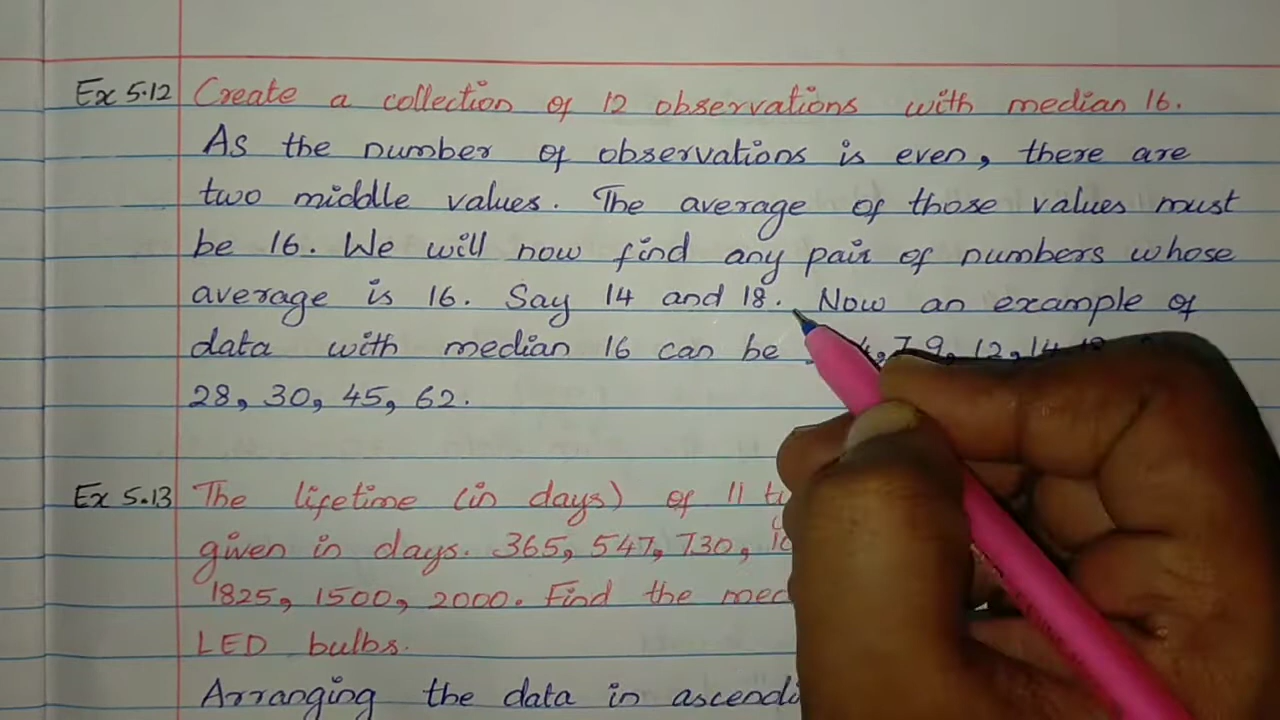 Ex 5.12 Create a collection of 12 observations with median 16.
As the number of observations is even, there are
two middle values. The average of those values must
be 16. We will now find any pair of numbers whose
average is 16. Say 14 and 18. Now an example of
data with median 16 can be 7, 9, 12, 14,
28, 30, 45, 62.
Ex 5.13 The lifetime (in days) of 11
given in days. 365, 547, 730,
1825, 1500, 2000. Find the
LED bulbs.
Arranging the data in